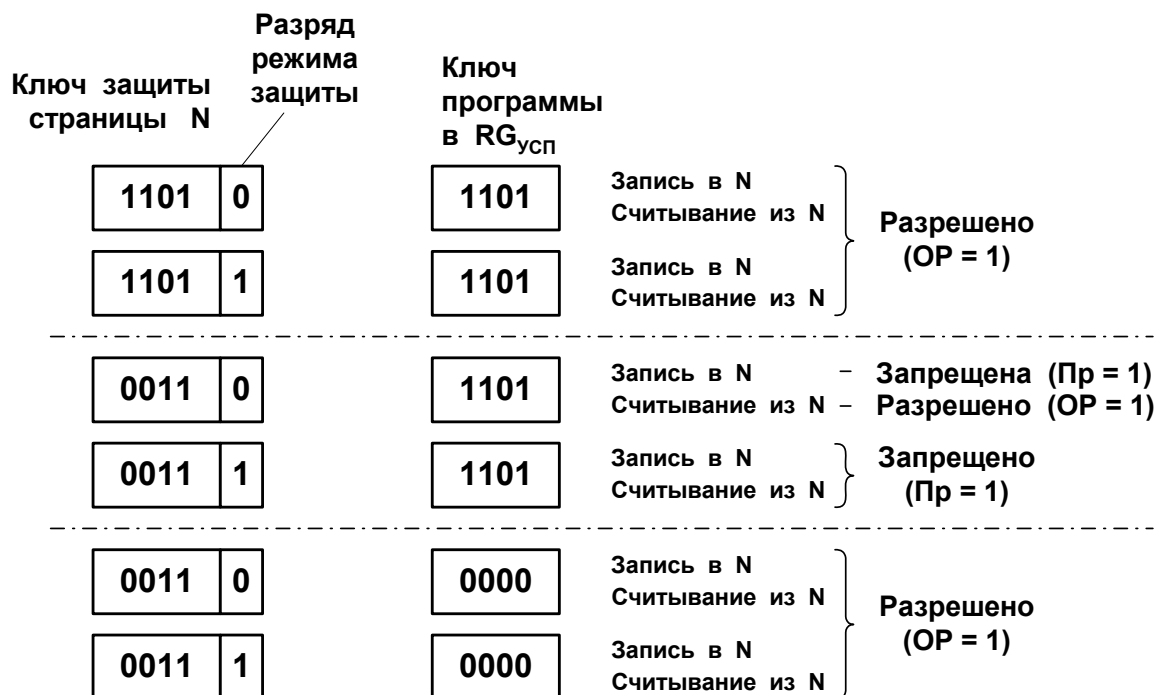 Разряд
режима
защиты
Ключ защиты
страницы N
Ключ
программы
в RGУСП
1101 0 1101 Запись в N
Считывание из N
1101 1 1101 Запись в N
Считывание из N
Разрешено
(ОР = 1)
0011 0 1101 Запись в N – Запрещена (Пр = 1)
Считывание из N – Разрешено (ОР = 1)
0011 1 1101 Запись в N
Считывание из N
Запрещено
(Пр = 1)
0011 0 0000 Запись в N
Считывание из N
0011 1 0000 Запись в N
Считывание из N
Разрешено
(ОР = 1)